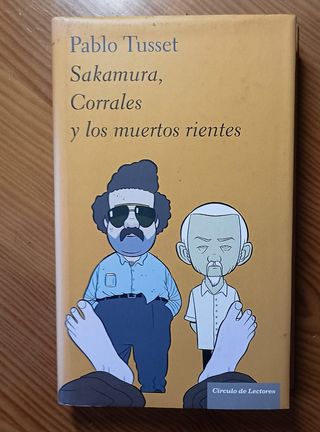 Pablo Tusset
Sakamura,
Corrales
y los muertos rientes
Círculo de Lectores